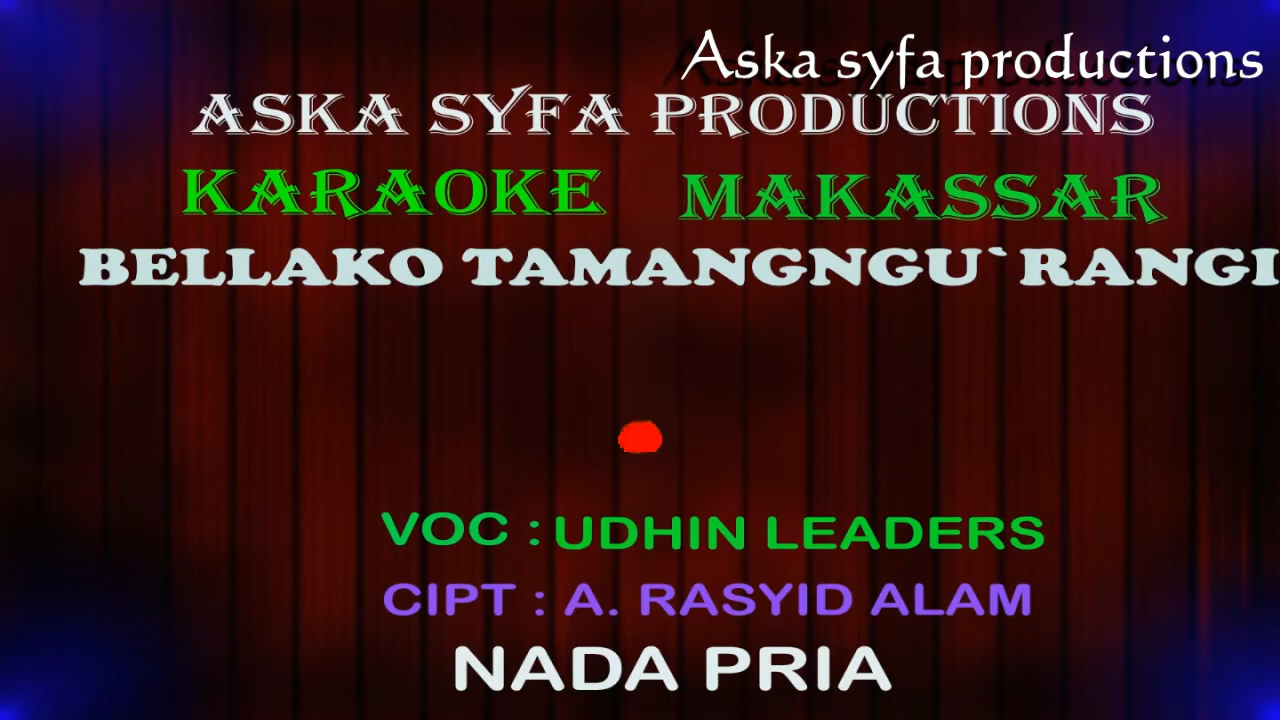 Aska syfa productions
ASKA SYFA PRODUCTIONS
KARAOKE MAKASSAR
BELLAKO TAMANGNGU`RANGI
VOC : UDHIN LEADERS
CIPT : A. RASYID ALAM
NADA PRIA